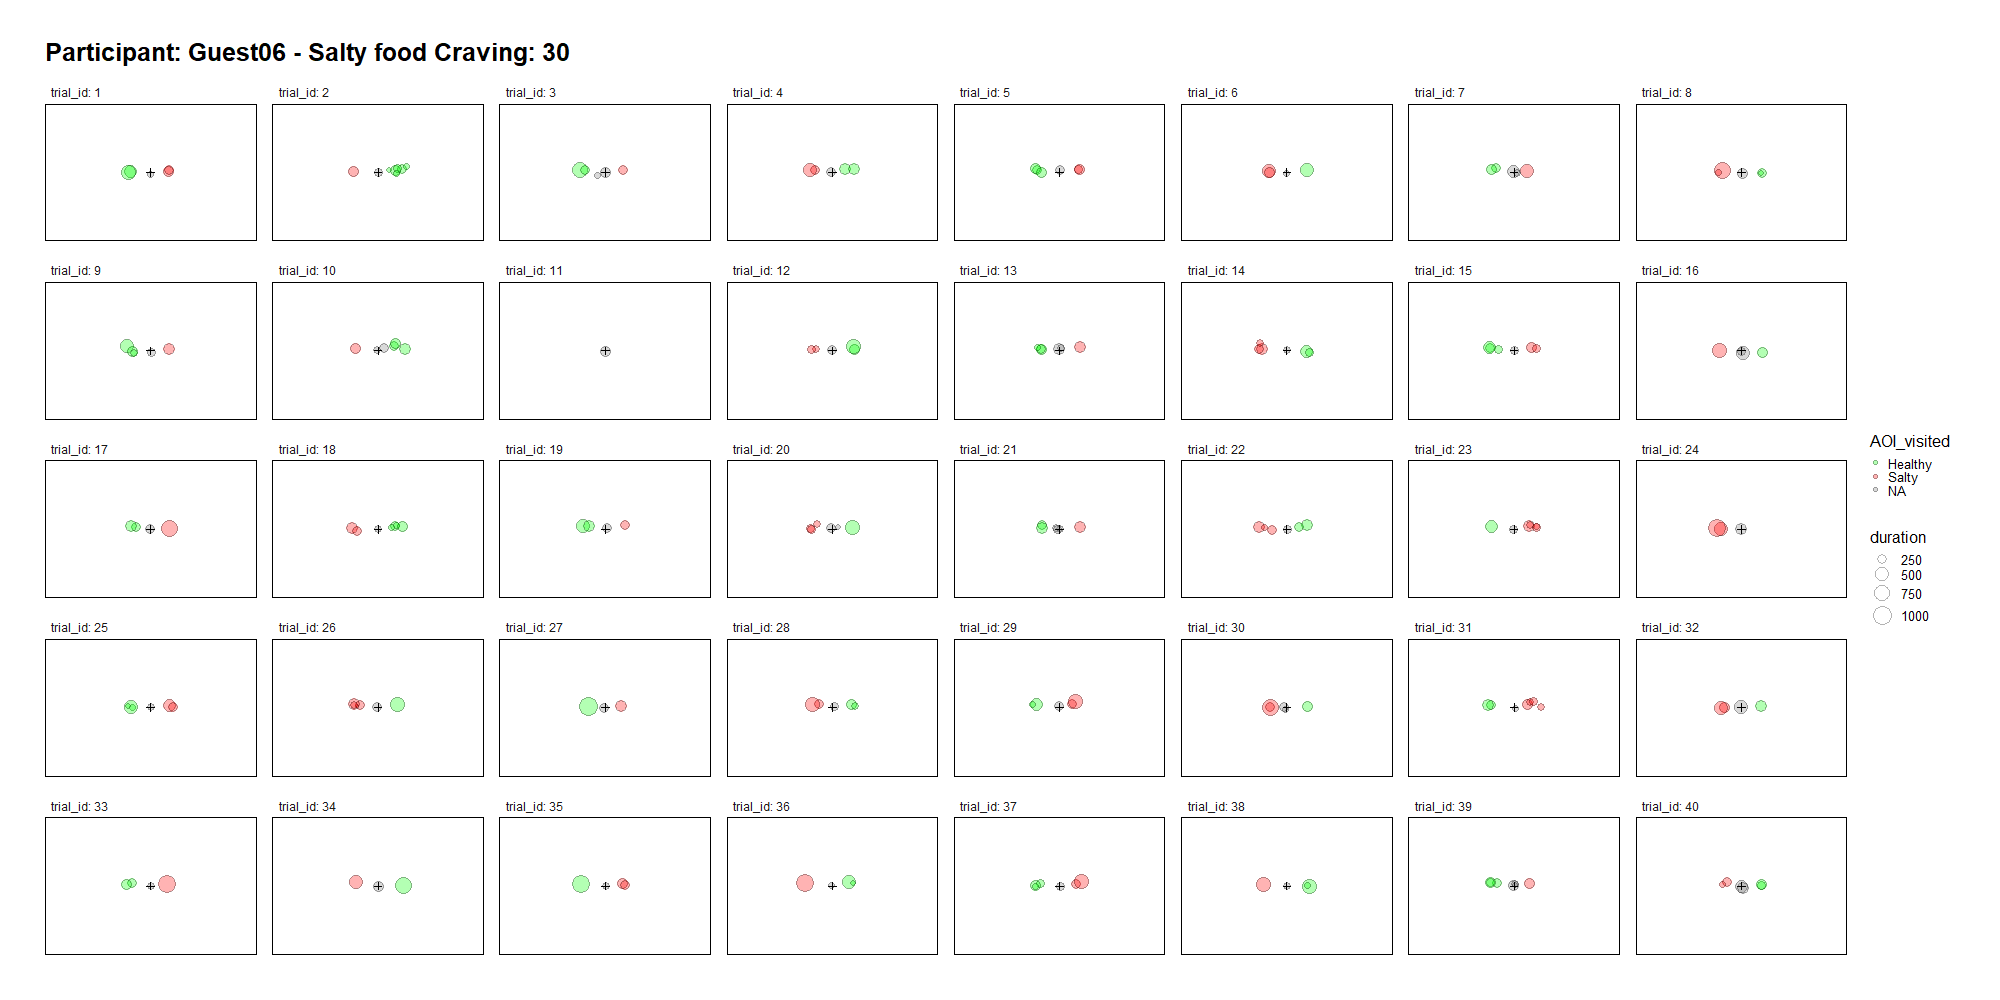 Participant: Guest06 - Salty food Craving: 30
trial_id: 1
trial_id: 2
trial_id: 3
trial_id: 4
trial_id: 5
trial_id: 6
trial_id: 7
trial_id: 8
trial_id: 9
trial_id: 10
trial_id: 11
trial_id: 12
trial_id: 13
trial_id: 14
trial_id: 15
trial_id: 16
trial_id: 17
trial_id: 18
trial_id: 19
trial_id: 20
trial_id: 21
trial_id: 22
trial_id: 23
trial_id: 24
trial_id: 25
trial_id: 26
trial_id: 27
trial_id: 28
trial_id: 29
trial_id: 30
trial_id: 31
trial_id: 32
trial_id: 33
trial_id: 34
trial_id: 35
trial_id: 36
trial_id: 37
trial_id: 38
trial_id: 39
trial_id: 40
AOI_visited
Healthy
Salty
NA
duration
250
500
750
1000